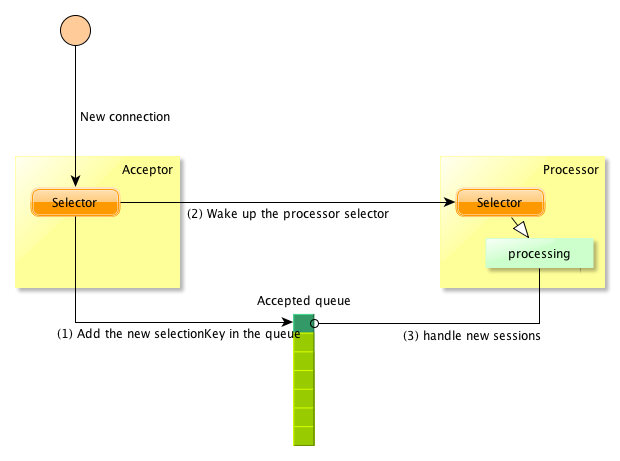 New connection
Acceptor
Processor
Selector
Selector
(2) Wake up the processor selector
processing
Accepted queue
(1) Add the new selectionKey in the queue
(3) handle new sessions